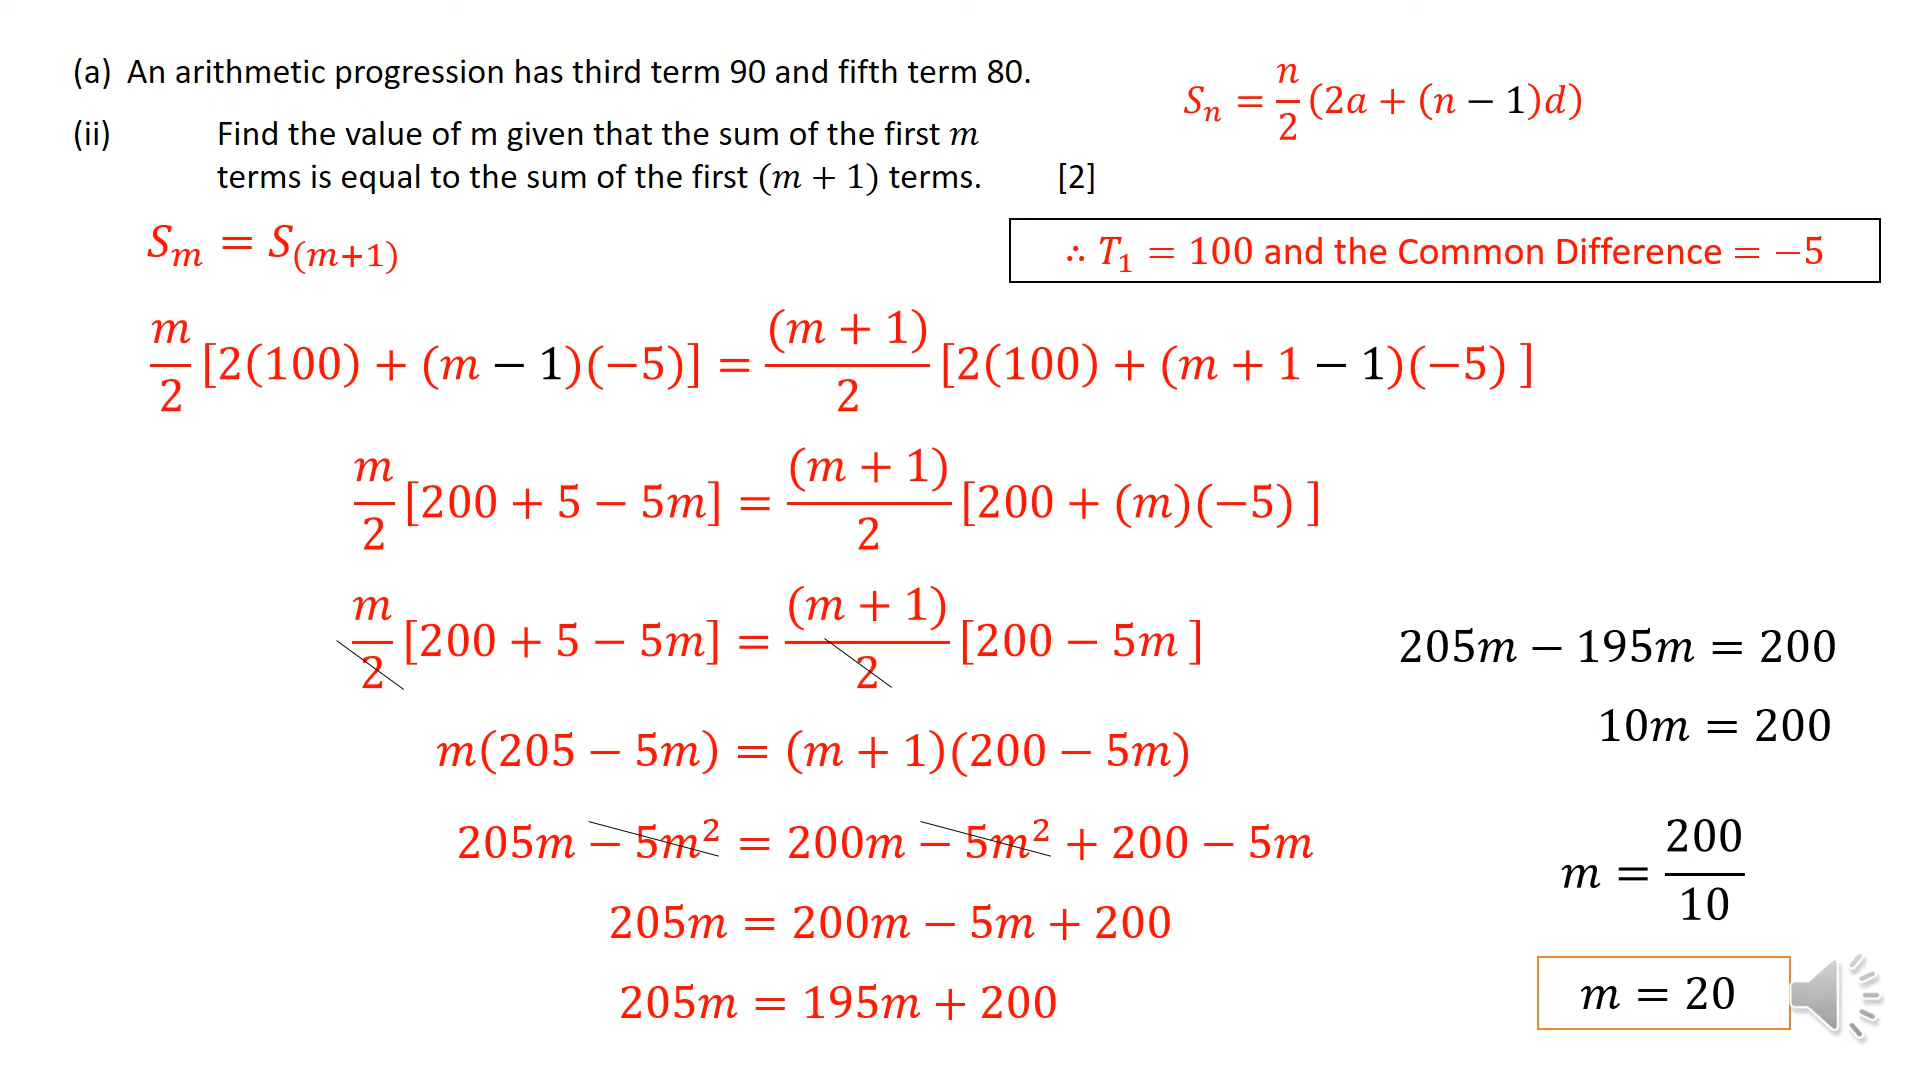 (a) An arithmetic progression has third term 90 and fifth term 80.
Sₙ = n/2 (2a + (n − 1)d)
(ii) Find the value of m given that the sum of the first m
terms is equal to the sum of the first (m + 1) terms. [2]
Sₘ = S₍ₘ₊₁₎
∴ T₁ = 100 and the Common Difference = −5
m/2 [2(100) + (m − 1)(−5)] = (m + 1)/2 [2(100) + (m + 1 − 1)(−5) ]
m/2 [200 + 5 − 5m] = (m + 1)/2 [200 + (m)(−5) ]
m/2 [200 + 5 − 5m] = (m + 1)/2 [200 − 5m ]
m(205 − 5m) = (m + 1)(200 − 5m)
205m − 5m² = 200m − 5m² + 200 − 5m
205m = 200m − 5m + 200
205m = 195m + 200
205m − 195m = 200
10m = 200
m = 200/10
m = 20